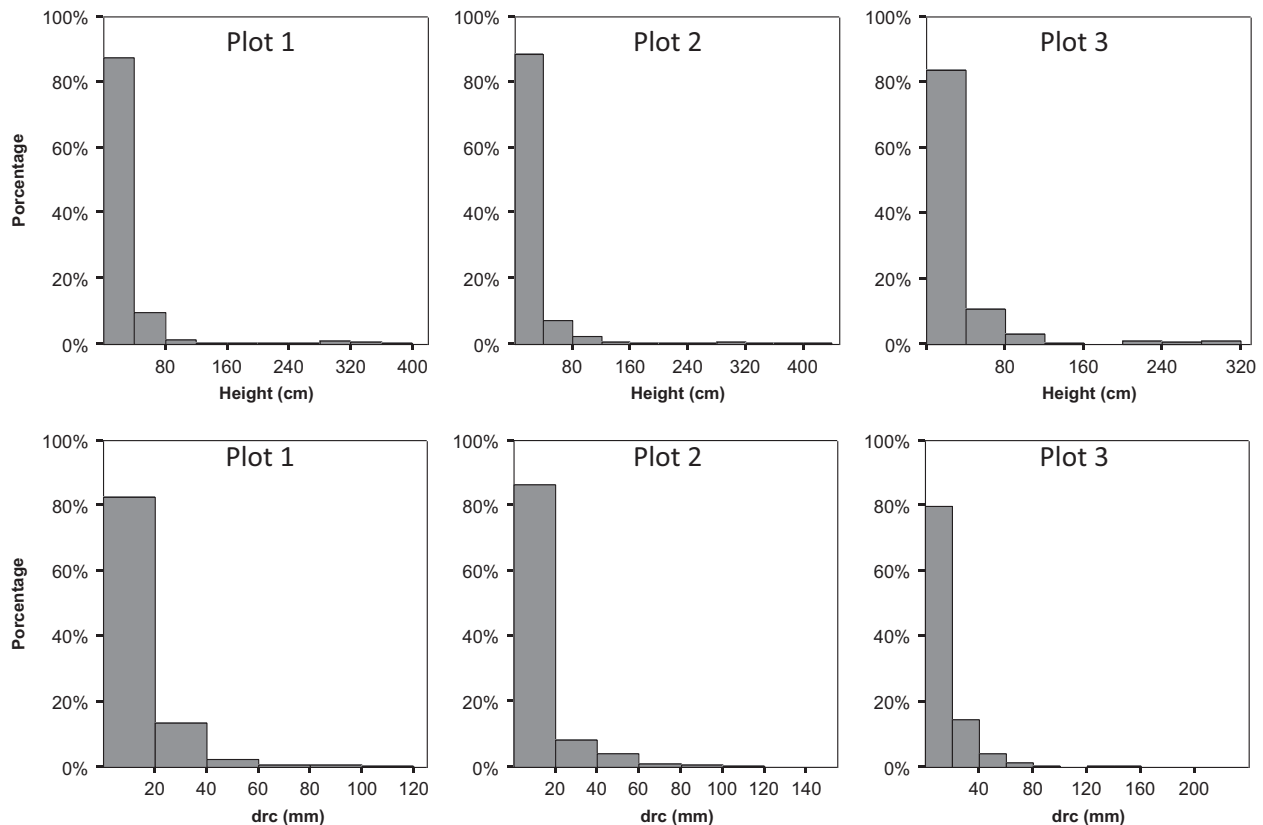 100%
Plot 1
80%
60%
40%
20%
0%
80 160 240 320 400
Height (cm)
Porcentage
100%
Plot 2
80%
60%
40%
20%
0%
80 160 240 320 400
Height (cm)
100%
Plot 3
80%
60%
40%
20%
0%
80 160 240 320
Height (cm)
100%
Plot 1
80%
60%
40%
20%
0%
20 40 60 80 100 120
drc (mm)
Porcentage
100%
Plot 2
80%
60%
40%
20%
0%
20 40 60 80 100 120 140
drc (mm)
100%
Plot 3
80%
60%
40%
20%
0%
40 80 120 160 200
drc (mm)